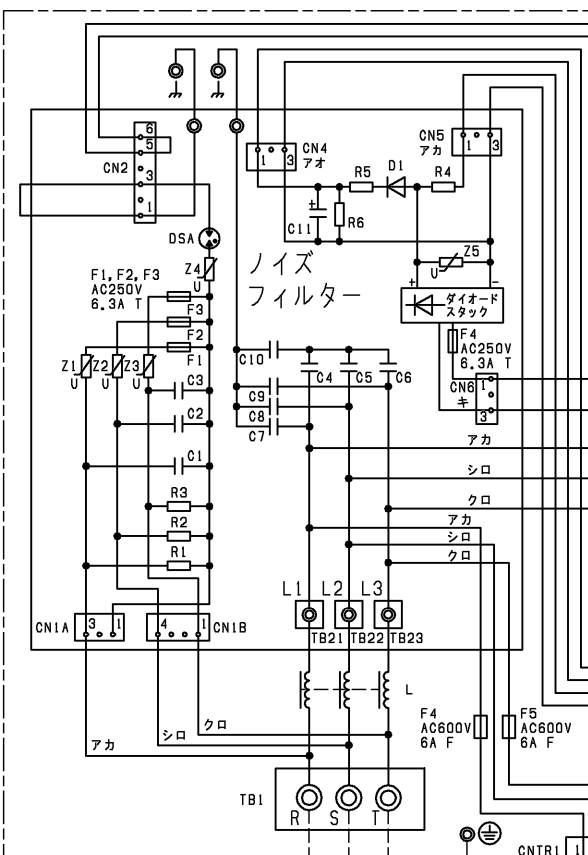 6
5
CN2
3
1
CN4
アオ
1
3
CN5
アカ
1
3
R5
D1
R4
+
C11
R6
DSA
Z4
U
ノイズ
フィルター
Z5
U
+
-
ダイオード
スタック
F1,F2,F3
AC250V
6.3A T
F3
F2
F1
Z1
Z2
Z3
U
U
U
C3
C2
C1
R3
R2
R1
C10
C9
C8
C7
C4
C5
C6
F4
AC250V
6.3A T
CN6
キ
1
3
アカ
シロ
クロ
アカ
シロ
クロ
L1
L2
L3
TB21
TB22
TB23
CN1A
3
1
4
1
CN1B
L
アカ
シロ
クロ
F4
AC600V
6A F
F5
AC600V
6A F
TB1
R
S
T
CNTR1
1